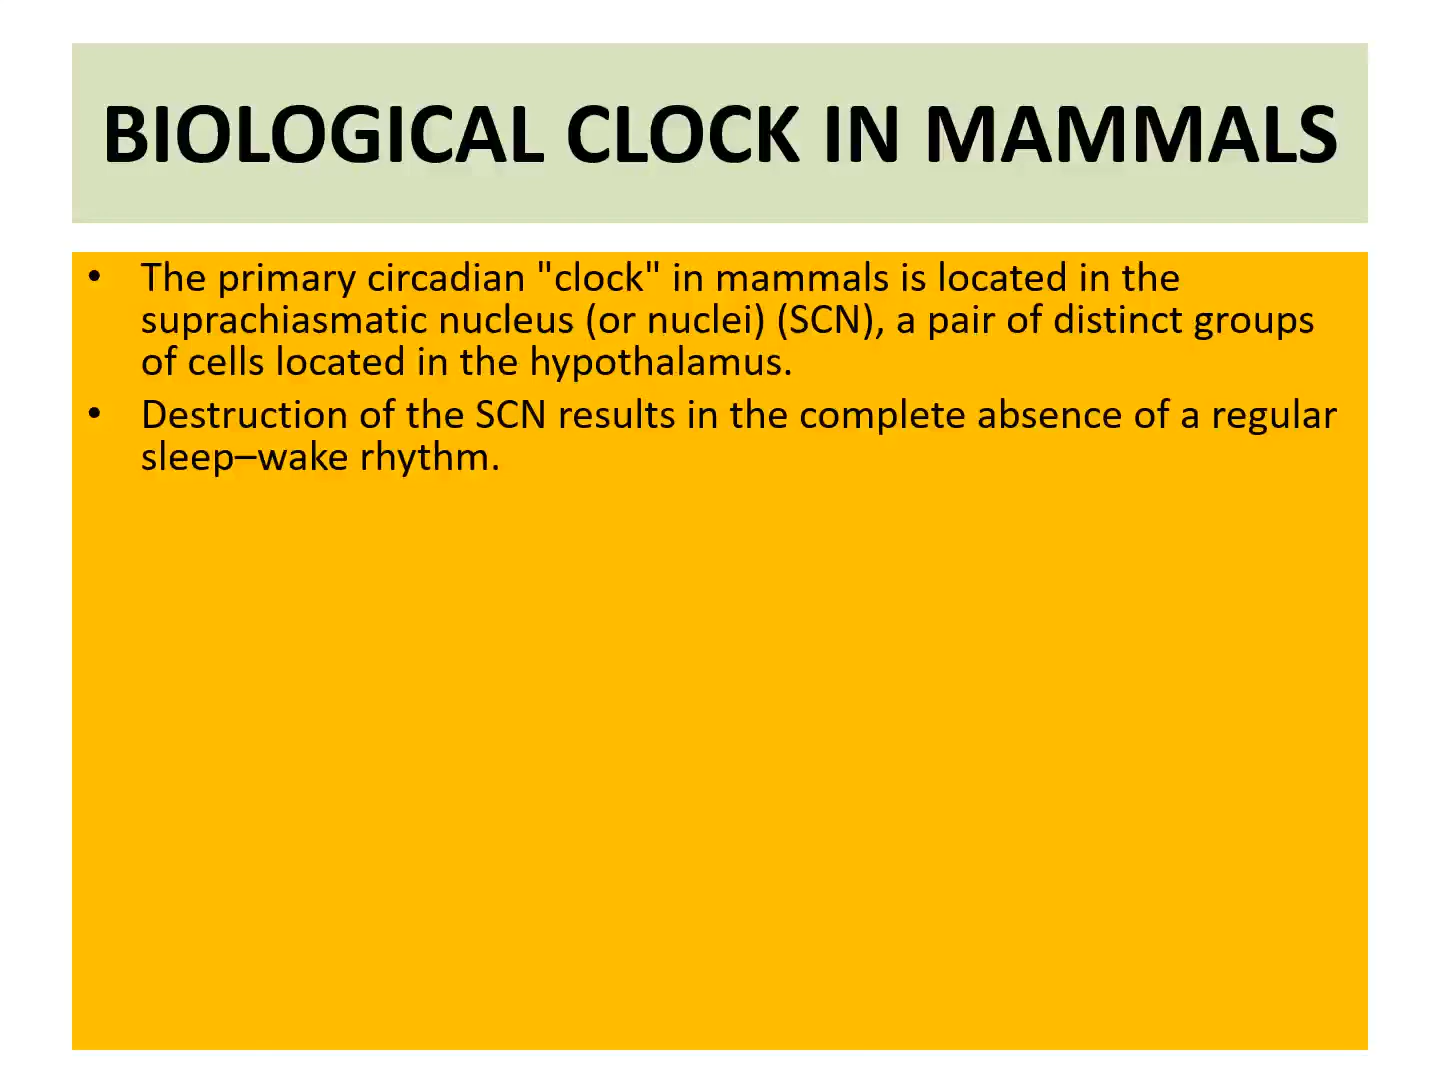 BIOLOGICAL CLOCK IN MAMMALS
• The primary circadian "clock" in mammals is located in the
suprachiasmatic nucleus (or nuclei) (SCN), a pair of distinct groups
of cells located in the hypothalamus.
• Destruction of the SCN results in the complete absence of a regular
sleep–wake rhythm.